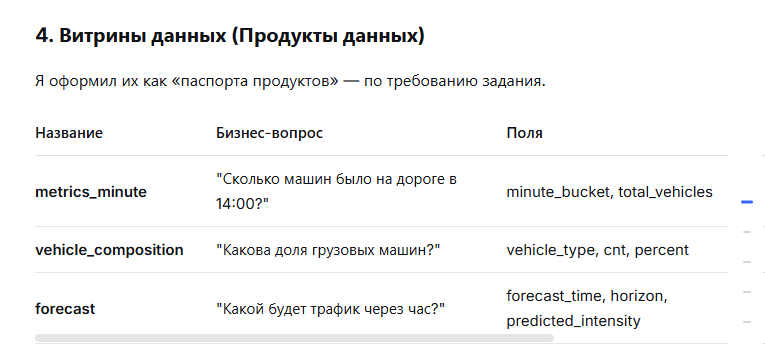 4. Витрины данных (Продукты данных)
Я оформил их как «паспорта продуктов» — по требованию задания.
Название Бизнес-вопрос Поля
metrics_minute "Сколько машин было на дороге в 14:00?" minute_bucket, total_vehicles
vehicle_composition "Какова доля грузовых машин?" vehicle_type, cnt, percent
forecast "Какой будет трафик через час?" forecast_time, horizon, predicted_intensity